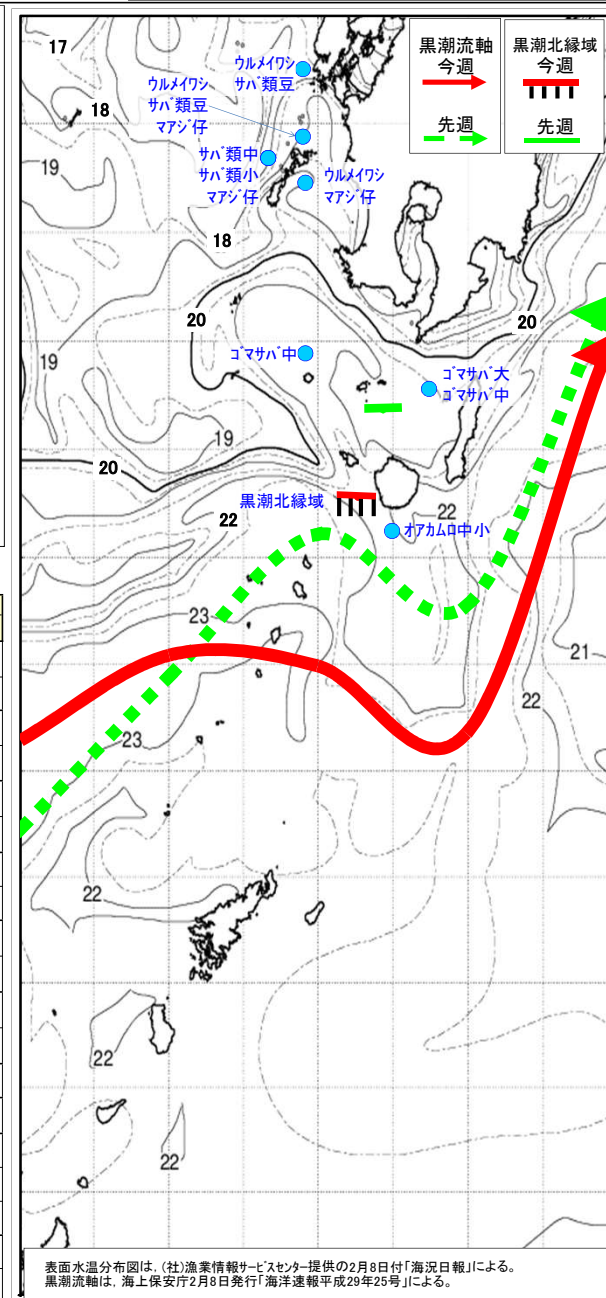 黒潮流軸
今週
先週
黒潮北縁域
今週
先週
17
18
19
ウルメイワシ
サバ類豆
ウルメイワシ
サバ類豆
マアジ仔
サバ類中
サバ類小
マアジ仔
ウルメイワシ
マアジ仔
18
20
20
19
ゴマサバ中
ゴマサバ大
ゴマサバ中
19
20
22
黒潮北縁域
22
オアカムロ中小
23
21
22
23
22
22
22
表面水温分布図は，(社)漁業情報サービスセンター提供の2月8日付「海況日報」による。
黒潮流軸は，海上保安庁2月8日発行「海洋速報平成29年25号」による。